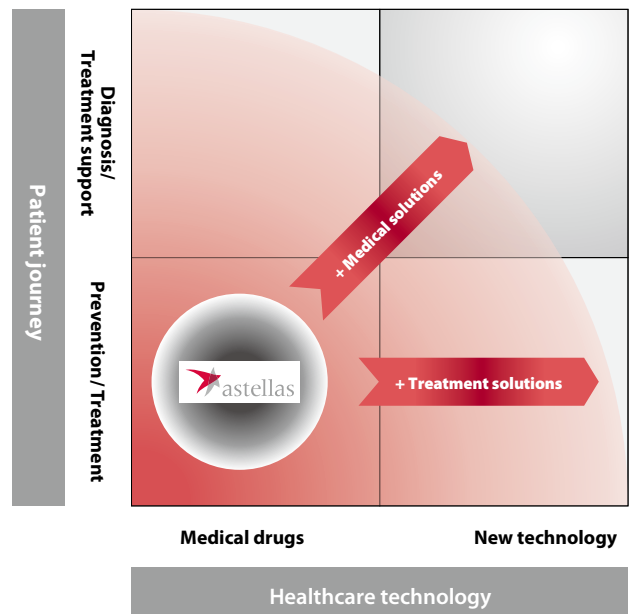 Patient journey
Diagnosis/
Treatment support
Prevention / Treatment
+ Medical solutions
astellas
+ Treatment solutions
Medical drugs
New technology
Healthcare technology